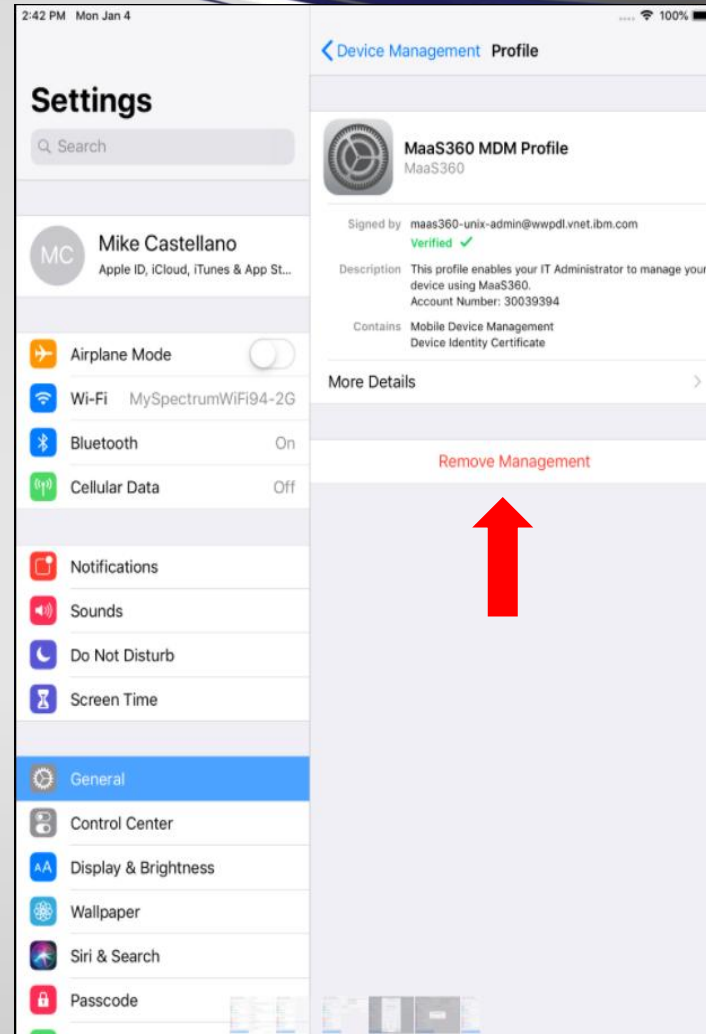 2:42 PM Mon Jan 4
100%
Settings
Search
MC
Mike Castellano
Apple ID, iCloud, iTunes & App St...
Airplane Mode
Wi-Fi MySpectrumWiFi94-2G
Bluetooth On
Cellular Data Off
Notifications
Sounds
Do Not Disturb
Screen Time
General
Control Center
AA Display & Brightness
Wallpaper
Siri & Search
Passcode
Device Management Profile
MaaS360 MDM Profile
MaaS360
Signed by maas360-unix-admin@wwpdl.vnet.ibm.com
Verified ✓
Description This profile enables your IT Administrator to manage your
device using MaaS360.
Account Number: 30039394
Contains Mobile Device Management
Device Identity Certificate
More Details
Remove Management